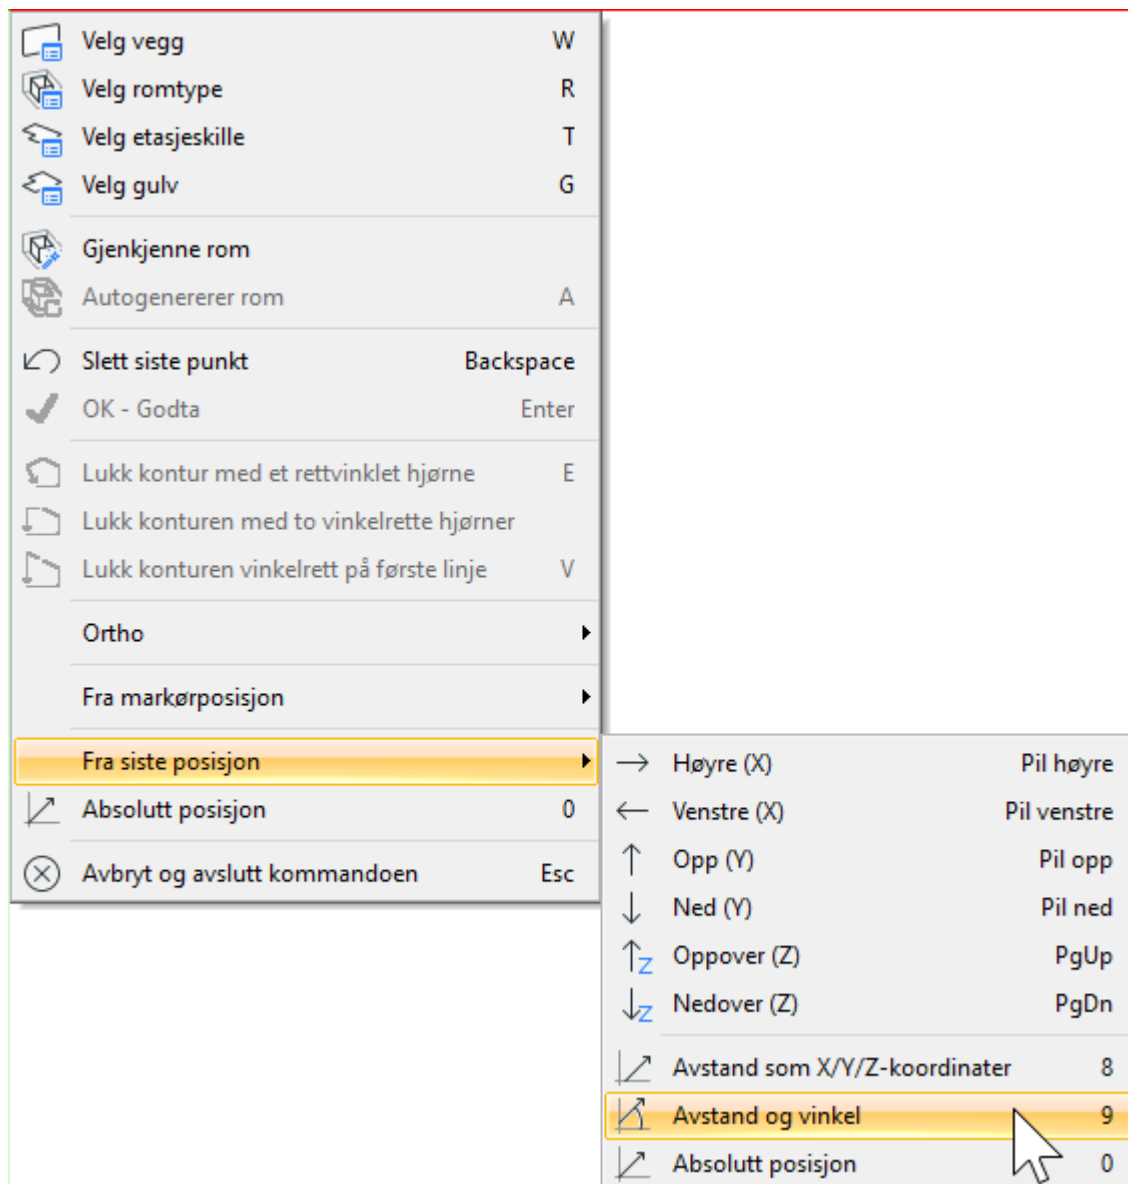 Velg vegg W
Velg romtype R
Velg etasjeskille T
Velg gulv G
Gjenkjenne rom
Autogenererer rom A
Slett siste punkt Backspace
OK - Godta Enter
Lukk kontur med et rettvinklet hjørne E
Lukk konturen med to vinkelrette hjørner
Lukk konturen vinkelrett på første linje V
Ortho
Fra markørposisjon
Fra siste posisjon
Absolutt posisjon 0
Avbryt og avslutt kommandoen Esc
Høyre (X) Pil høyre
Venstre (X) Pil venstre
Opp (Y) Pil opp
Ned (Y) Pil ned
Z Oppover (Z) PgUp
Z Nedover (Z) PgDn
Avstand som X/Y/Z-koordinater 8
Avstand og vinkel 9
Absolutt posisjon 0